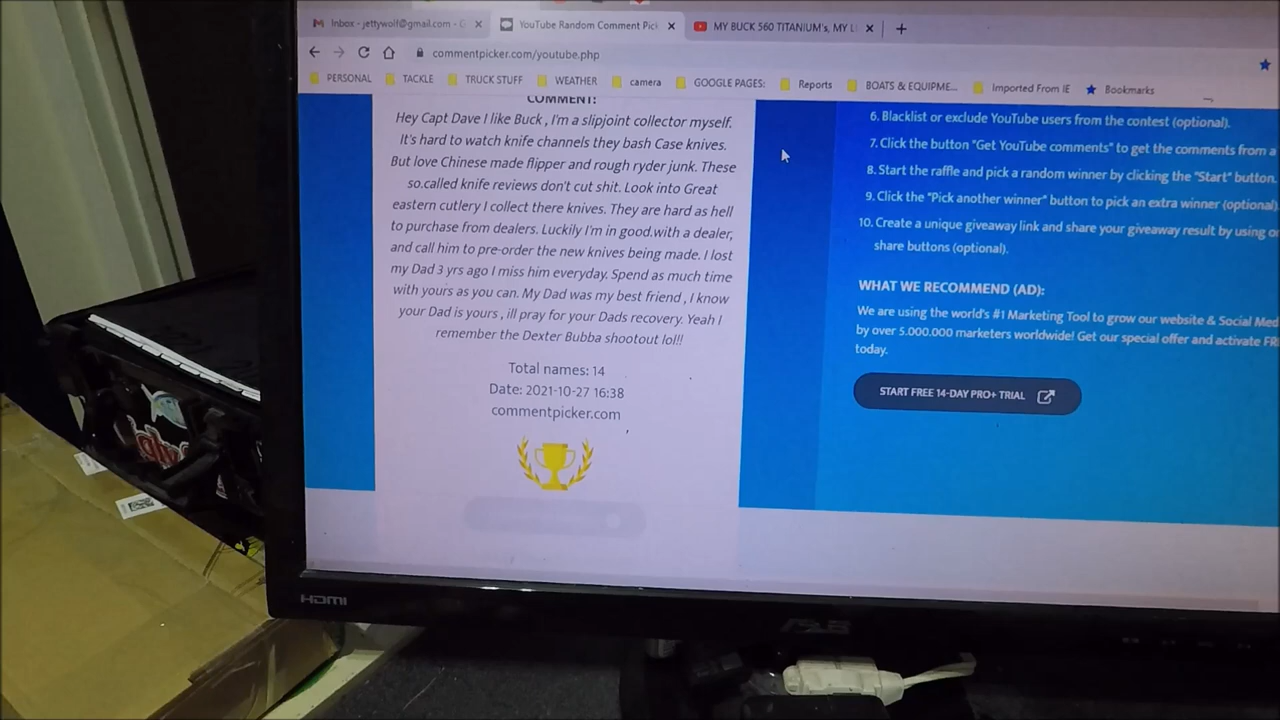 Inbox - jettywolf@gmail.com - G
YouTube Random Comment Pic
MY BUCK 560 TITANIUM's, MY L
commentpicker.com/youtube.php
PERSONAL
TACKLE
TRUCK STUFF
WEATHER
camera
GOOGLE PAGES:
Reports
BOATS & EQUIPME...
Imported From IE
Bookmarks
COMMENT:
Hey Capt Dave I like Buck , I'm a slipjoint collector myself.
It's hard to watch knife channels they bash Case knives.
But love Chinese made flipper and rough ryder junk. These
so.called knife reviews don't cut shit. Look into Great
eastern cutlery I collect there knives. They are hard as hell
to purchase from dealers. Luckily I'm in good.with a dealer,
and call him to pre-order the new knives being made. I lost
my Dad 3 yrs ago I miss him everyday. Spend as much time
with yours as you can. My Dad was my best friend , I know
your Dad is yours , ill pray for your Dads recovery. Yeah I
remember the Dexter Bubba shootout lol!!
Total names: 14
Date: 2021-10-27 16:38
commentpicker.com
6. Blacklist or exclude YouTube users from the contest (optional).
7. Click the button "Get YouTube comments" to get the comments from a
8. Start the raffle and pick a random winner by clicking the "Start" button.
9. Click the "Pick another winner" button to pick an extra winner (optional)
10. Create a unique giveaway link and share your giveaway result by using
share buttons (optional).
WHAT WE RECOMMEND (AD):
We are using the world's #1 Marketing Tool to grow our website & Social Med
by over 5.000.000 marketers worldwide! Get our special offer and activate FR
today.
START FREE 14-DAY PRO+ TRIAL
HDMI
ASUS